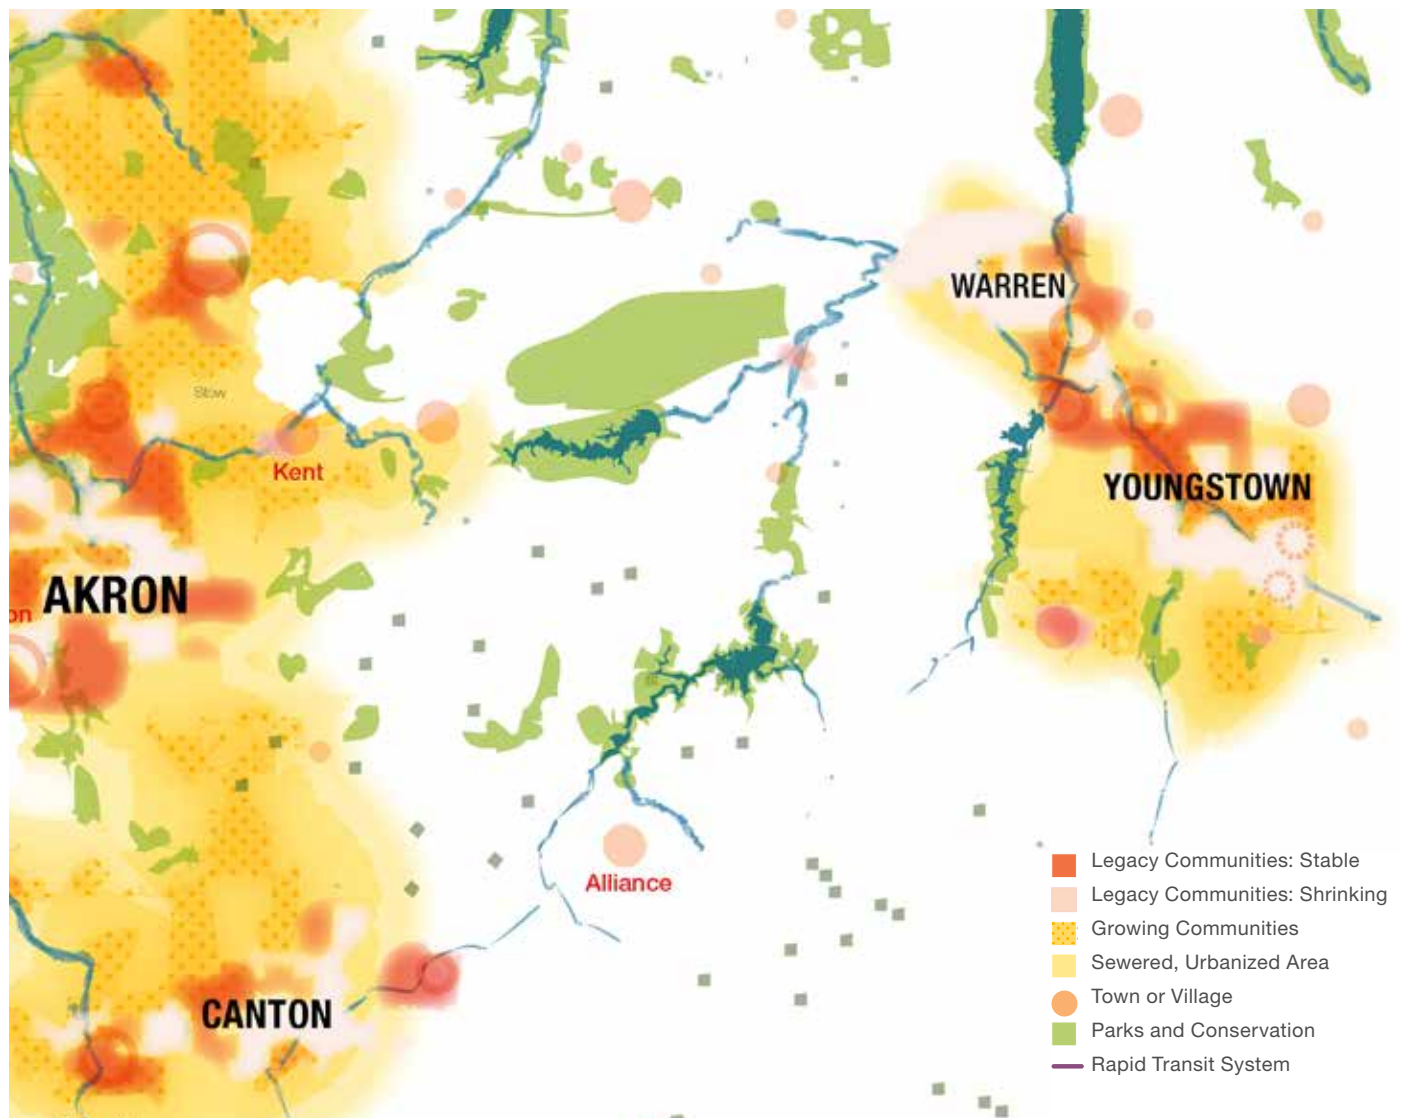 WARREN
Stow
Kent
YOUNGSTOWN
AKRON
on
Alliance
CANTON
Legacy Communities: Stable
Legacy Communities: Shrinking
Growing Communities
Sewered, Urbanized Area
Town or Village
Parks and Conservation
Rapid Transit System